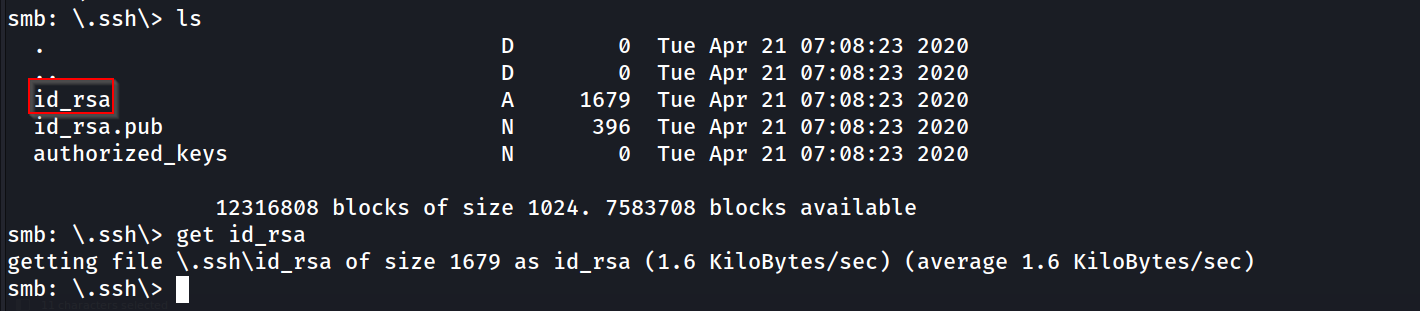 smb: \.ssh\> ls
. D 0 Tue Apr 21 07:08:23 2020
.. D 0 Tue Apr 21 07:08:23 2020
id_rsa A 1679 Tue Apr 21 07:08:23 2020
id_rsa.pub N 396 Tue Apr 21 07:08:23 2020
authorized_keys N 0 Tue Apr 21 07:08:23 2020
12316808 blocks of size 1024. 7583708 blocks available
smb: \.ssh\> get id_rsa
getting file \.ssh\id_rsa of size 1679 as id_rsa (1.6 KiloBytes/sec) (average 1.6 KiloBytes/sec)
smb: \.ssh\>